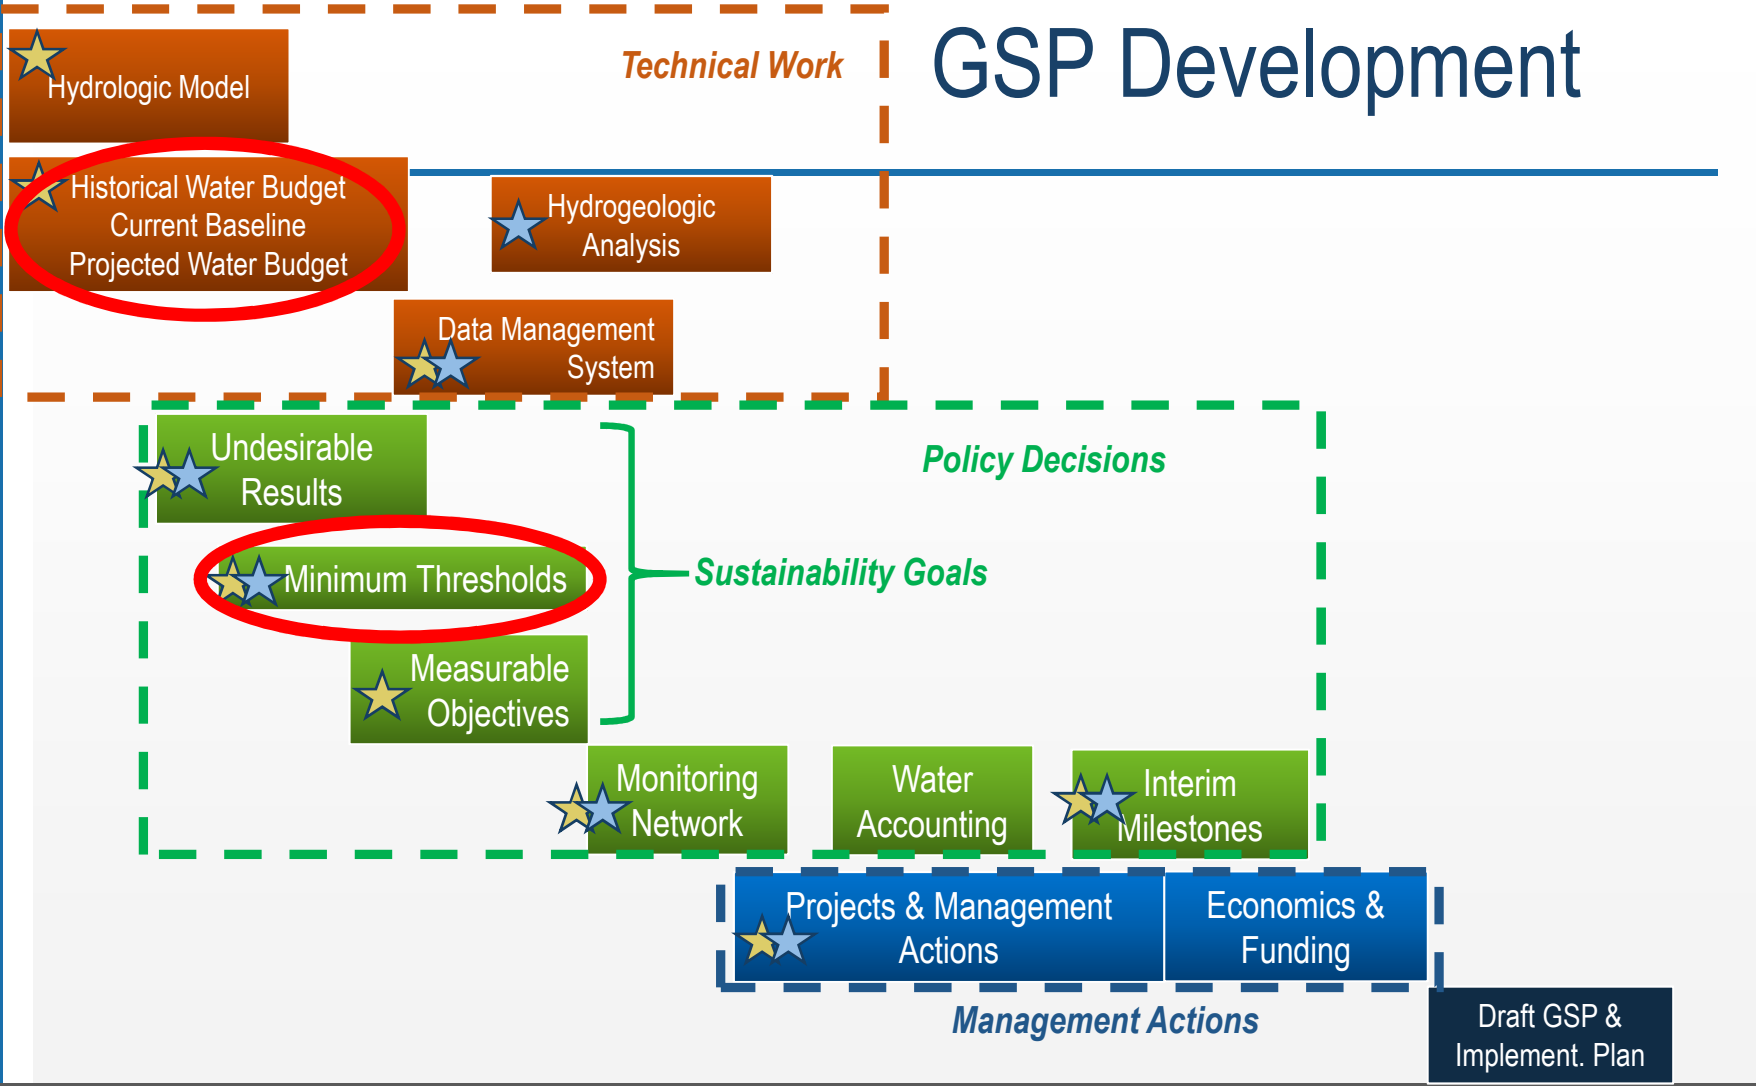 GSP Development
Technical Work
Hydrologic Model
Historical Water Budget
Current Baseline
Projected Water Budget
Hydrogeologic
Analysis
Data Management
System
Policy Decisions
Undesirable
Results
Minimum Thresholds
Sustainability Goals
Measurable
Objectives
Monitoring
Network
Water
Accounting
Interim
Milestones
Projects & Management
Actions
Economics &
Funding
Management Actions
Draft GSP &
Implement. Plan